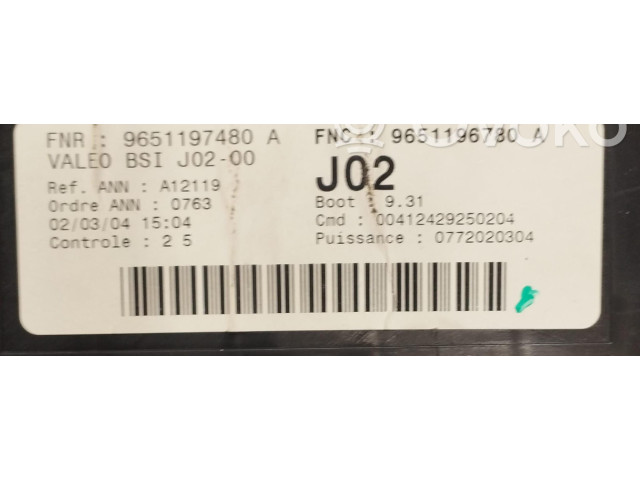 FNR : 9651197480 A
FNC : 9651196780 A
VALEO BSI J02-00
J02
Ref. ANN : A12119
Boot : 9.31
Ordre ANN : 0763
Cmd : 00412429250204
02/03/04 15:04
Puissance : 0772020304
Controle : 2 5